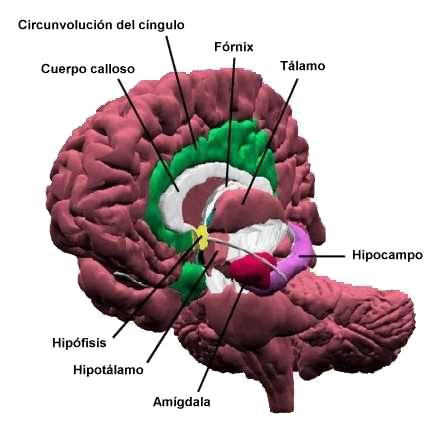 Circunvolución del cíngulo
Fórnix
Cuerpo calloso
Tálamo
Hipocampo
Hipófisis
Hipotálamo
Amígdala